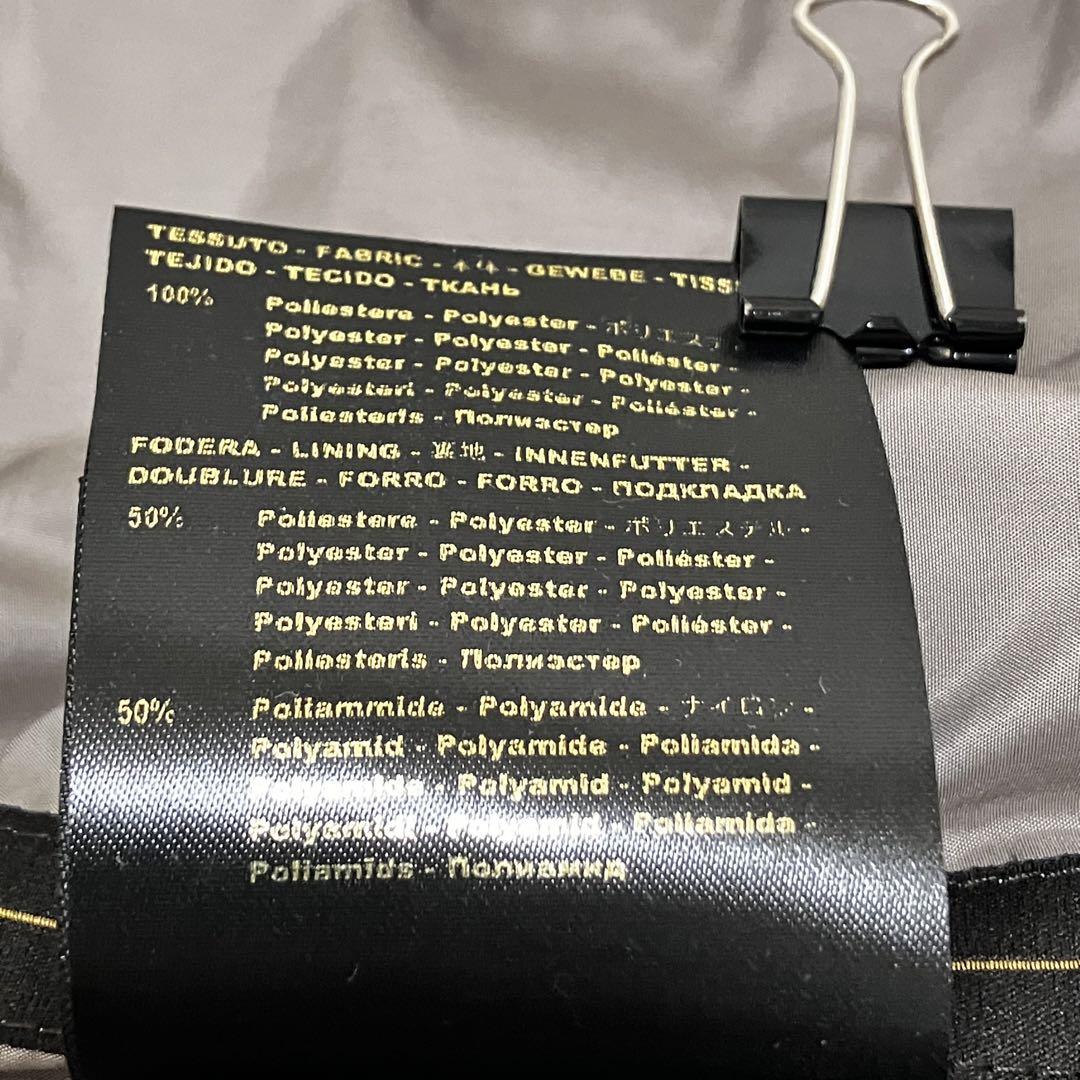 TESSUTO - FABRIC - 本体 - GEWEBE - TISS
TEJIDO - TECIDO - ТКАНЬ
100% Poliestere - Polyester - ポリエステ
Polyester - Polyester - Poliéster -
Polyester - Polyester - Polyester -
Polyesteri - Polyester - Poliéster -
Poliesteris - Полиэстер
FODERA - LINING - 裏地 - INNENFUTTER -
DOUBLURE - FORRO - FORRO - ПОДКЛАДКА
50% Poliestere - Polyester - ポリエステル -
Polyester - Polyester - Poliéster -
Polyester - Polyester - Polyester -
Polyesteri - Polyester - Poliéster -
Poliesteris - Полиэстер
50% Poliammide - Polyamide - ナイロン -
Polyamid - Polyamide - Poliamida -
Polyamide - Polyamid - Polyamid -
Polyamidi - Polyamid - Poliamida -
Poliamids - Полиамид